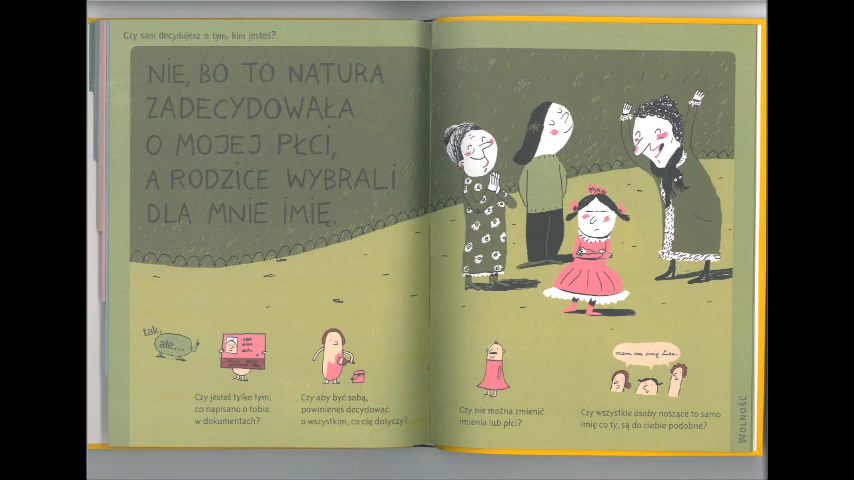 Czy sam decydujesz o tym, kim jesteś?
NIE, BO TO NATURA
ZADECYDOWAŁA
O MOJEJ PŁCI,
A RODZICE WYBRALI
DLA MNIE IMIĘ.
tak,
ale...
Czy jesteś tylko tym,
co napisano o tobie
w dokumentach?
Czy aby być sobą,
powinieneś decydować
o wszystkim, co cię dotyczy?
Czy nie można zmienić
imienia lub płci?
Czy wszystkie osoby noszące to samo
imię co ty, są do ciebie podobne?
WOLNOŚĆ